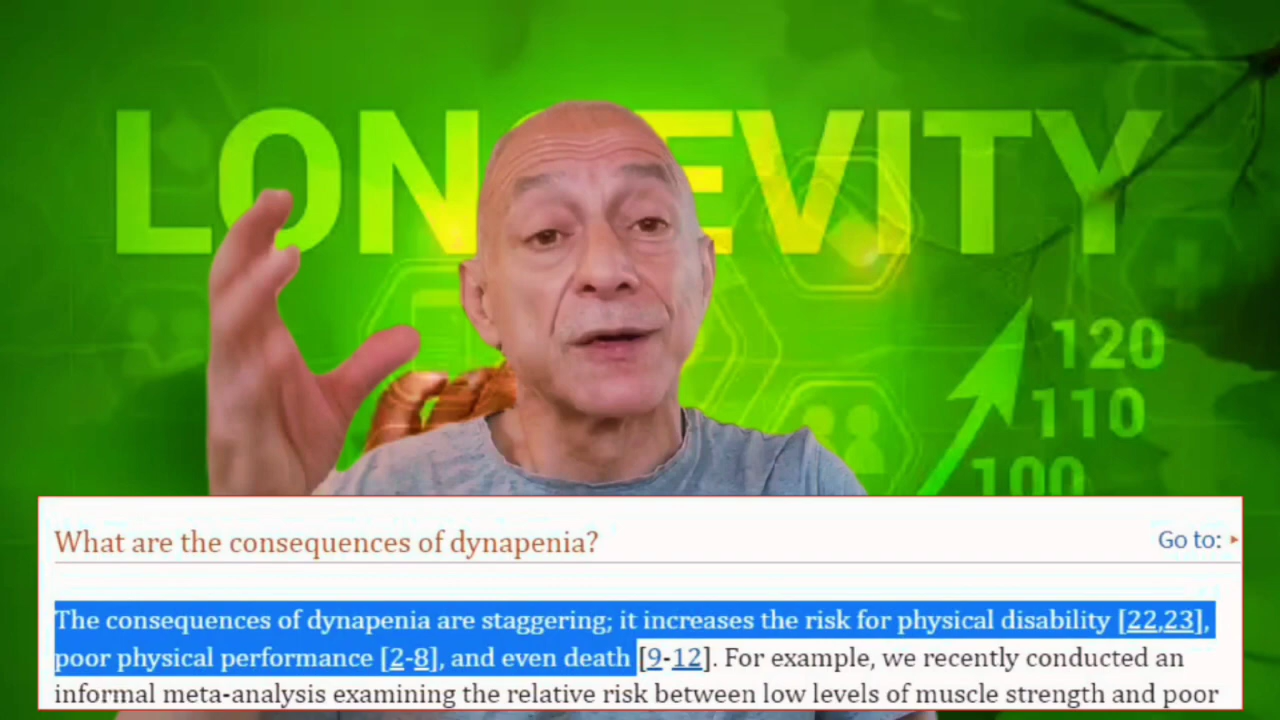 LONGEVITY
120
110
100
What are the consequences of dynapenia?
Go to:
The consequences of dynapenia are staggering; it increases the risk for physical disability [22,23],
poor physical performance [2-8], and even death [9-12]. For example, we recently conducted an
informal meta-analysis examining the relative risk between low levels of muscle strength and poor